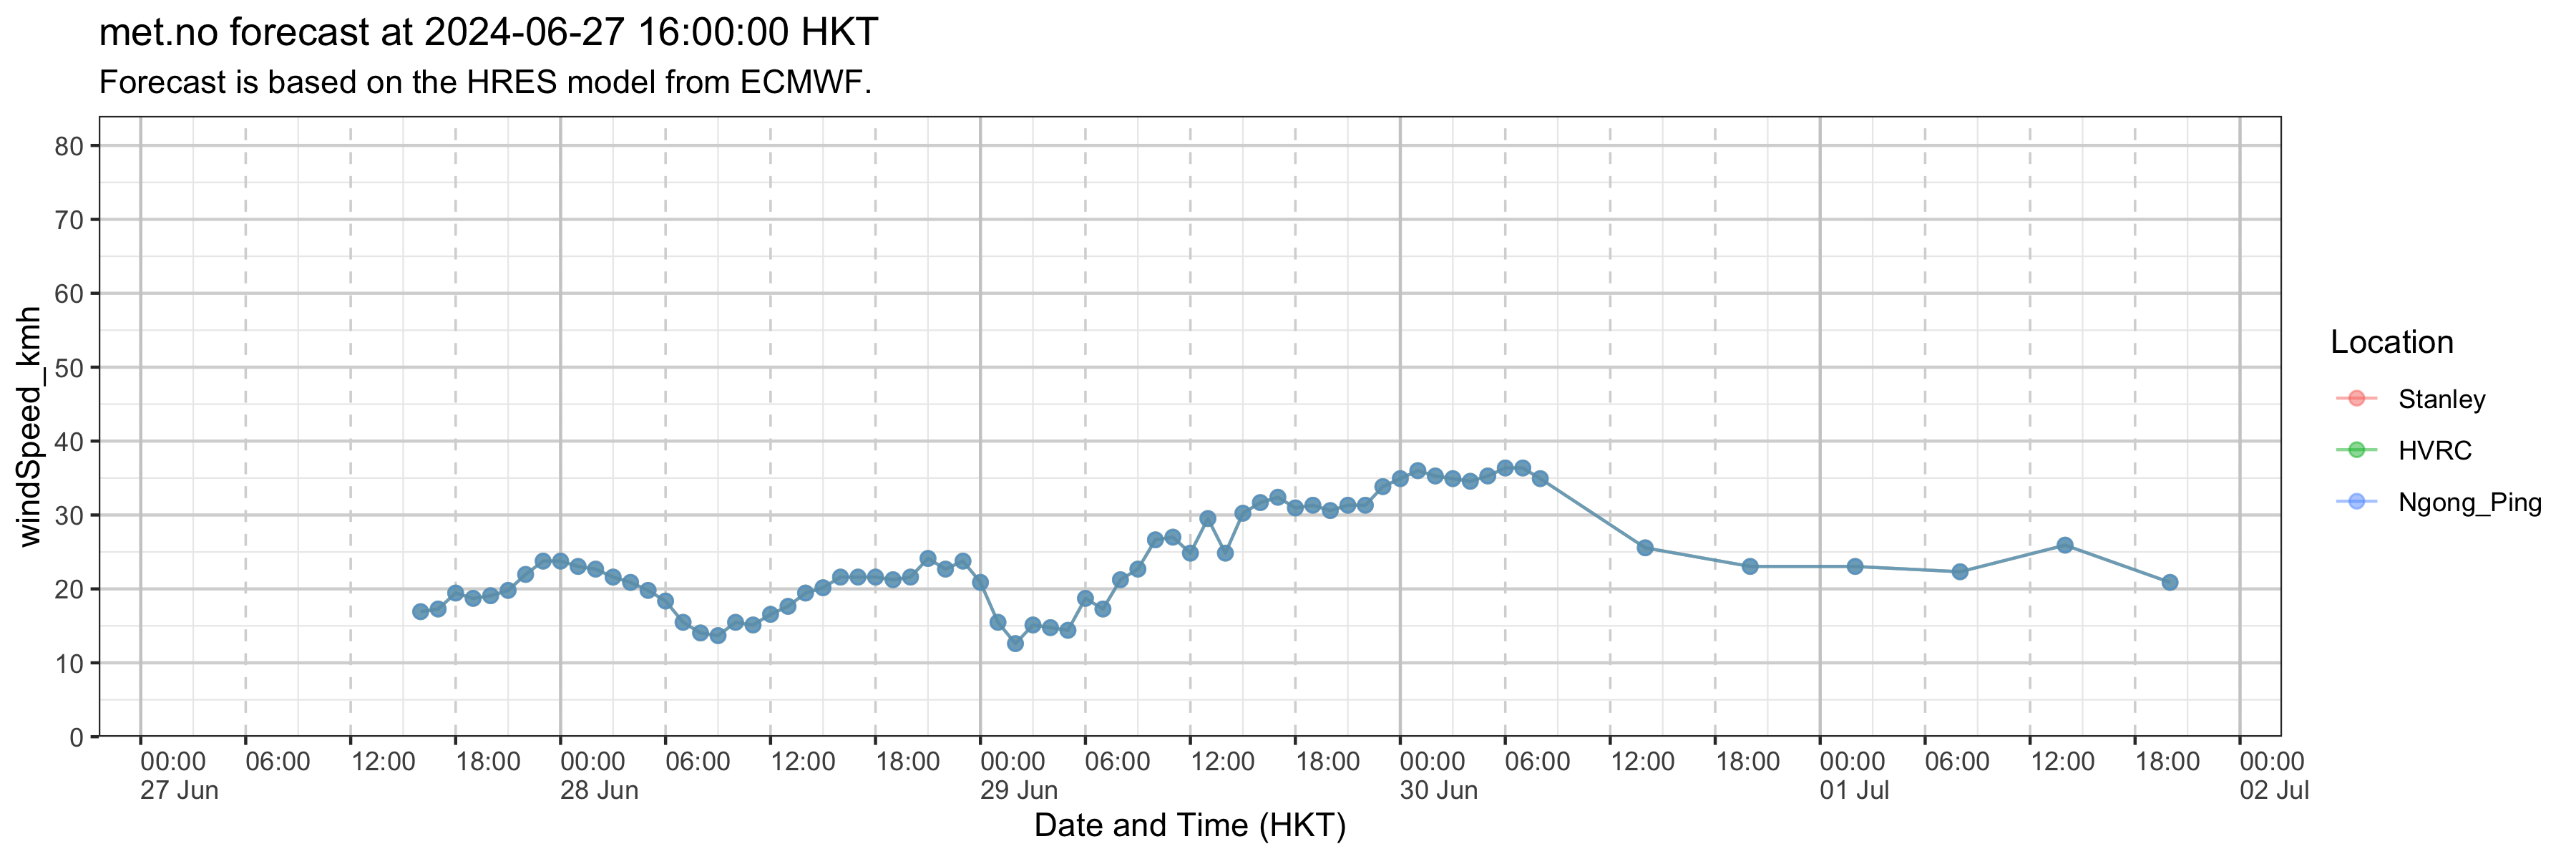 met.no forecast at 2024-06-27 16:00:00 HKT
Forecast is based on the HRES model from ECMWF.
windSpeed_kmh
80
70
60
50
40
30
20
10
0
00:00 06:00 12:00 18:00 00:00 06:00 12:00 18:00 00:00 06:00 12:00 18:00 00:00 06:00 12:00 18:00 00:00 06:00 12:00 18:00 00:00
27 Jun 28 Jun 29 Jun 30 Jun 01 Jul 02 Jul
Date and Time (HKT)
Location
Stanley
HVRC
Ngong_Ping